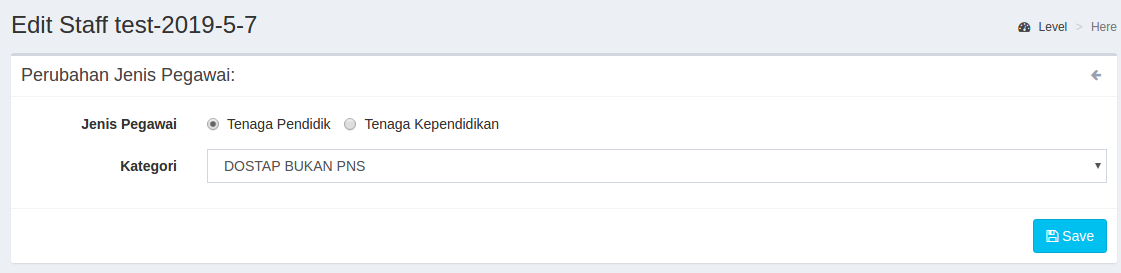 Edit Staff test-2019-5-7
Level > Here
Perubahan Jenis Pegawai:
Jenis Pegawai Tenaga Pendidik Tenaga Kependidikan
Kategori DOSTAP BUKAN PNS
Save